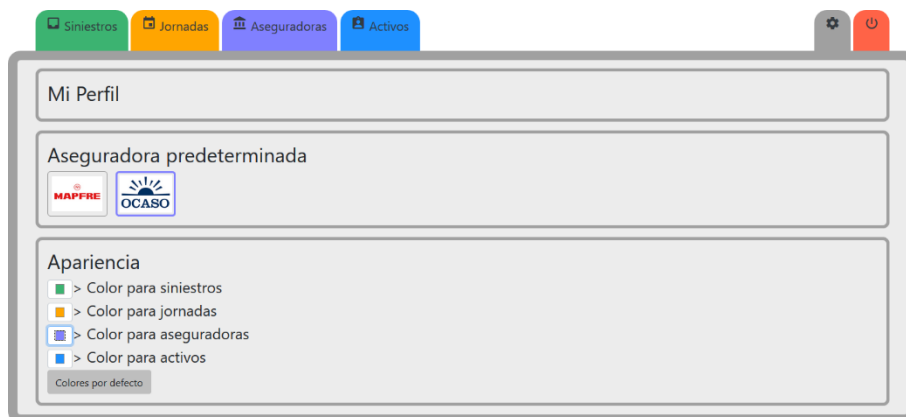 Siniestros Jornadas Aseguradoras Activos
Mi Perfil
Aseguradora predeterminada
MAPFRE OCASO
Apariencia
> Color para siniestros
> Color para jornadas
> Color para aseguradoras
> Color para activos
Colores por defecto